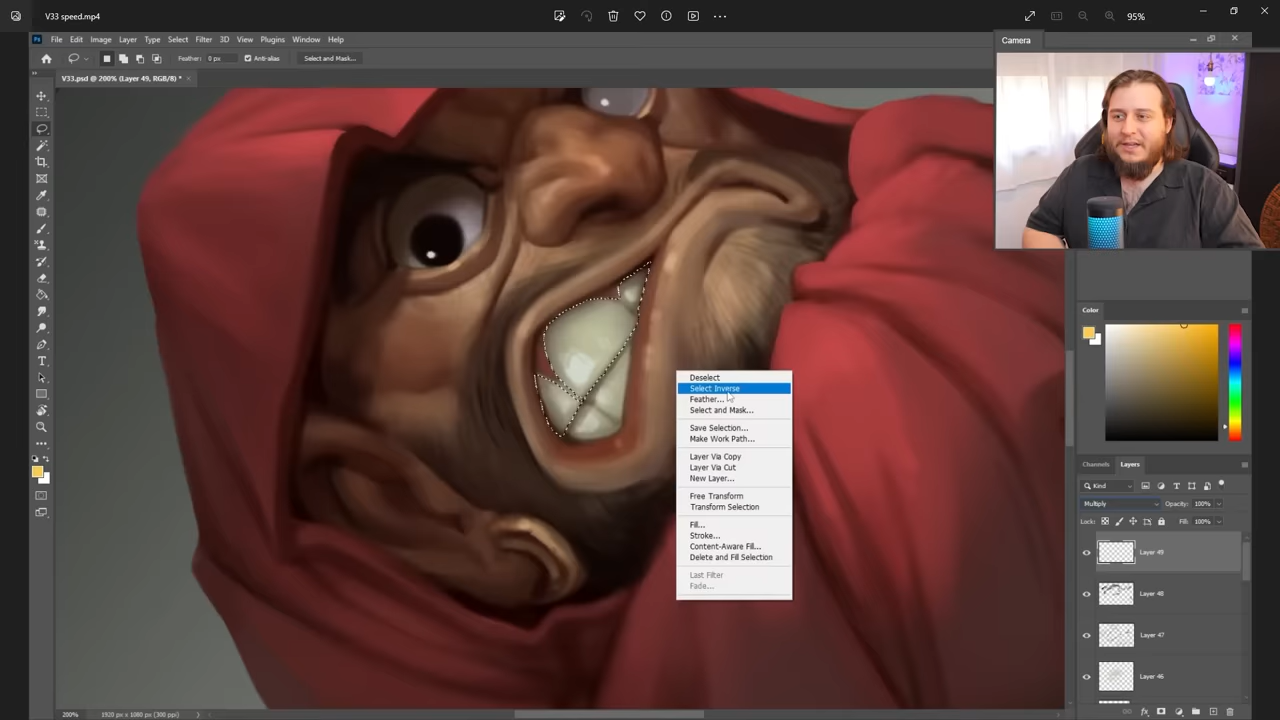 V33 speed.mp4
95%
Ps File Edit Image Layer Type Select Filter 3D View Plugins Window Help
Camera
Feather: 0 px Anti-alias Select and Mask...
V33.psd @ 200% (Layer 49, RGB/8) *
Deselect
Select Inverse
Feather...
Select and Mask...
Save Selection...
Make Work Path...
Layer Via Copy
Layer Via Cut
New Layer...
Free Transform
Transform Selection
Fill...
Stroke...
Content-Aware Fill...
Delete and Fill Selection
Last Filter
Fade...
Color
Channels Layers
Kind
Multiply Opacity: 100%
Lock: Fill: 100%
Layer 49
Layer 48
Layer 47
Layer 46
200% 1920 px x 1080 px (300 ppi)